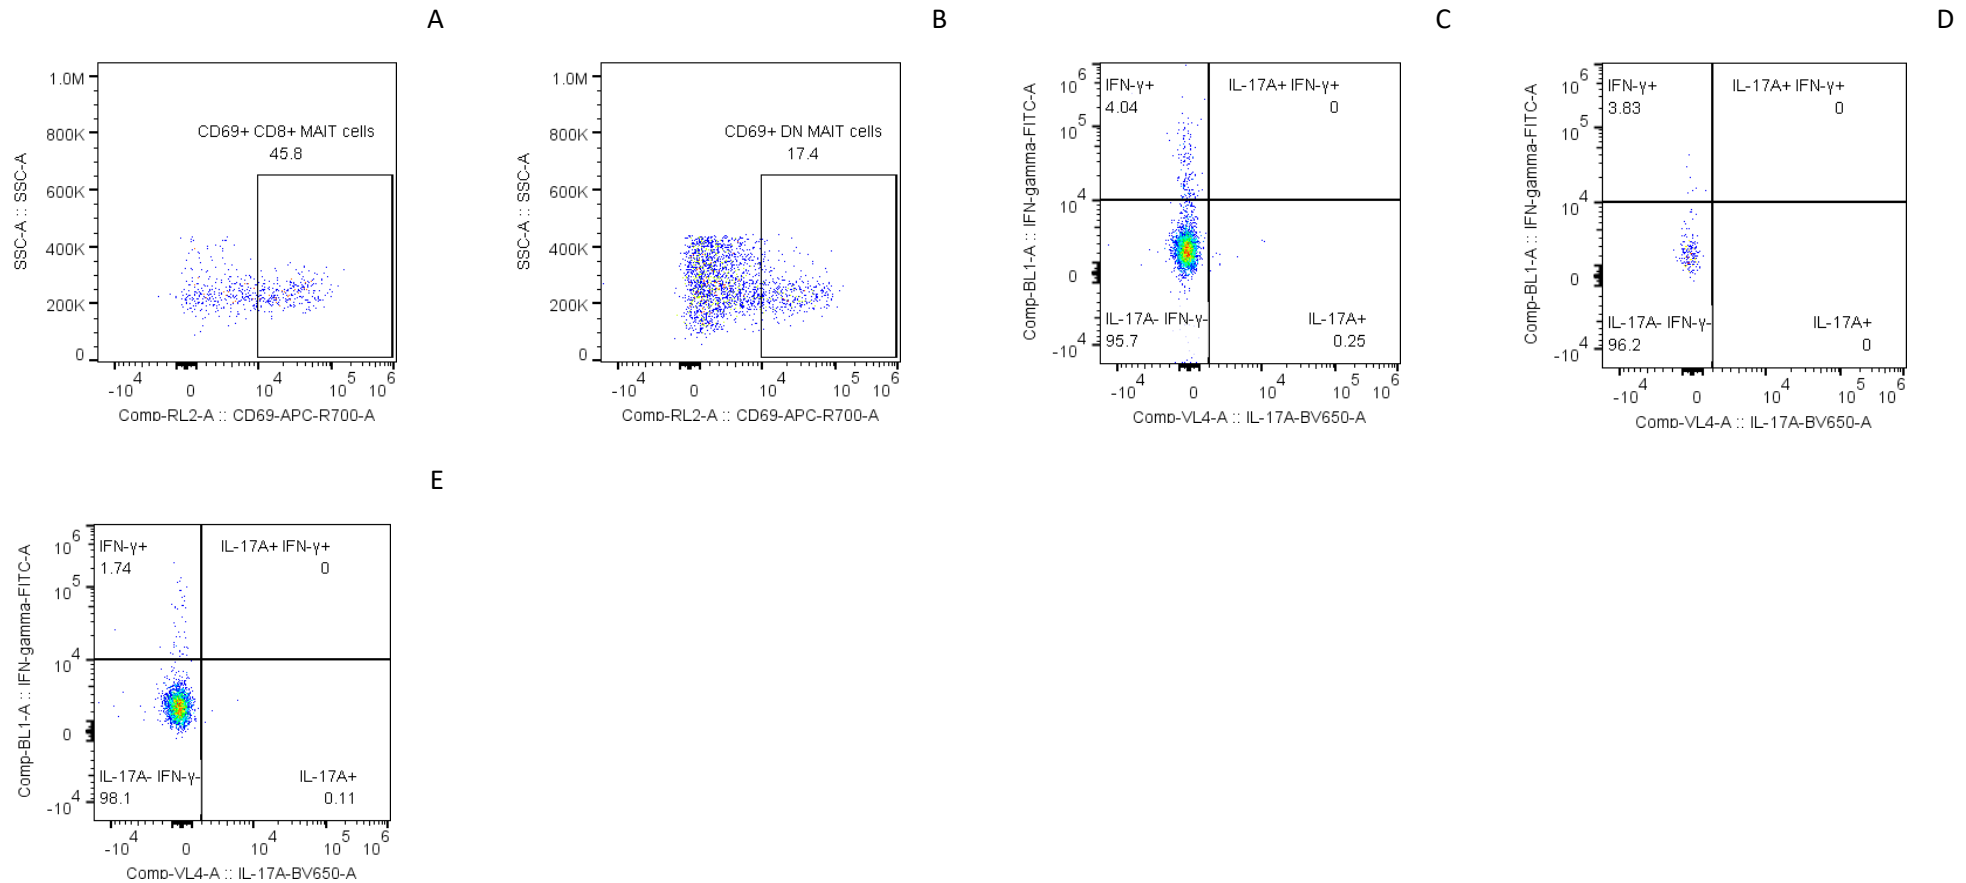 A
1.0M
800K
600K
400K
200K
0
SSC-A :: SSC-A
CD69+ CD8+ MAIT cells
45.8
-10^4 0 10^4 10^5 10^6
Comp-RL2-A :: CD69-APC-R700-A
B
1.0M
800K
600K
400K
200K
0
SSC-A :: SSC-A
CD69+ DN MAIT cells
17.4
-10^4 0 10^4 10^5 10^6
Comp-RL2-A :: CD69-APC-R700-A
C
10^6
10^5
10^4
0
-10^4
Comp-BL1-A :: IFN-gamma-FITC-A
IFN-γ+
4.04
IL-17A+ IFN-γ+
0
IL-17A- IFN-γ-
95.7
IL-17A+
0.25
-10^4 0 10^4 10^5 10^6
Comp-VL4-A :: IL-17A-BV650-A
D
10^6
10^5
10^4
0
-10^4
Comp-BL1-A :: IFN-gamma-FITC-A
IFN-γ+
3.83
IL-17A+ IFN-γ+
0
IL-17A- IFN-γ-
96.2
IL-17A+
0
-10^4 0 10^4 10^5 10^6
Comp-VL4-A :: IL-17A-BV650-A
E
10^6
10^5
10^4
0
-10^4
Comp-BL1-A :: IFN-gamma-FITC-A
IFN-γ+
1.74
IL-17A+ IFN-γ+
0
IL-17A- IFN-γ-
98.1
IL-17A+
0.11
-10^4 0 10^4 10^5 10^6
Comp-VL4-A :: IL-17A-BV650-A